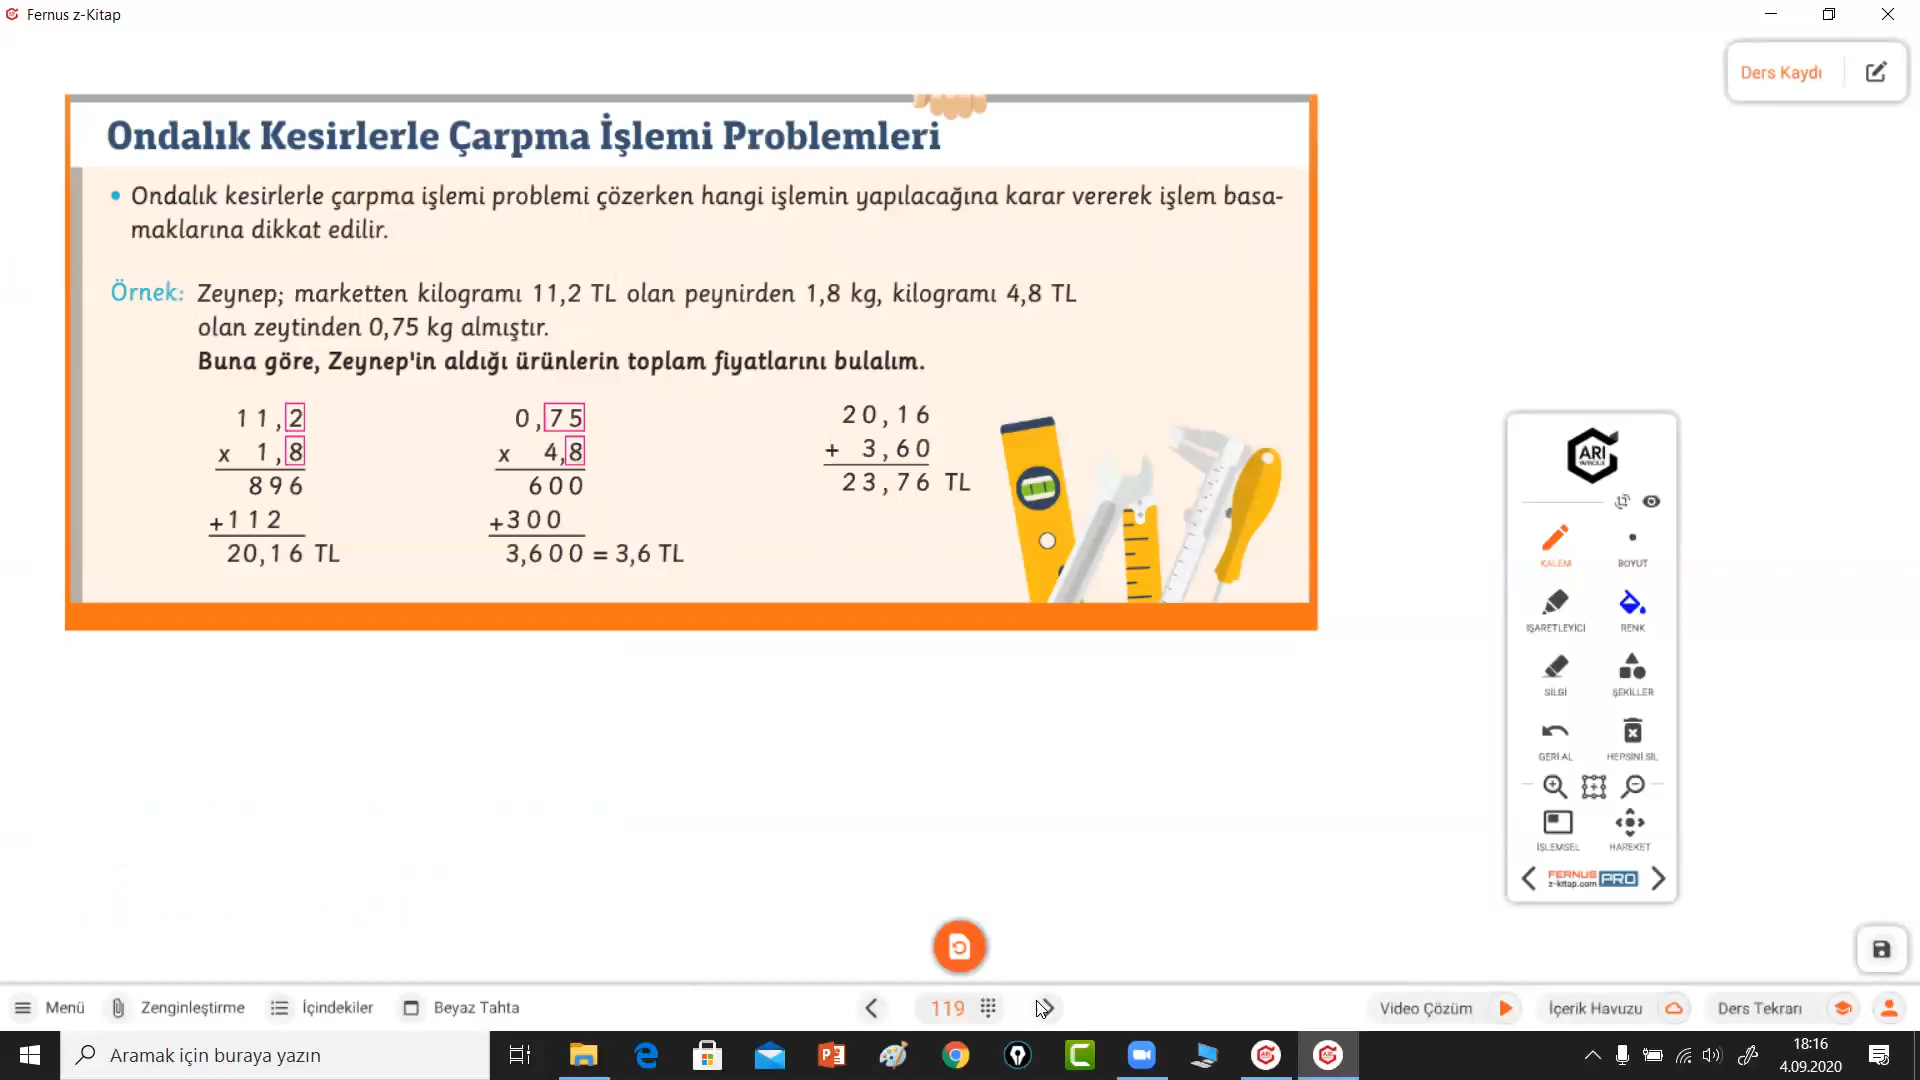 Fernus z-Kitap
Ders Kaydı
Ondalık Kesirlerle Çarpma İşlemi Problemleri
• Ondalık kesirlerle çarpma işlemi problemi çözerken hangi işlemin yapılacağına karar vererek işlem basa-
maklarına dikkat edilir.
Örnek: Zeynep; marketten kilogramı 11,2 TL olan peynirden 1,8 kg, kilogramı 4,8 TL
olan zeytinden 0,75 kg almıştır.
Buna göre, Zeynep'in aldığı ürünlerin toplam fiyatlarını bulalım.
11,2
x 1,8
896
+112
20,16 TL
0,75
x 4,8
600
+300
3,600 = 3,6 TL
20,16
+ 3,60
23,76 TL
ARI
YAYINCILIK
KALEM BOYUT
İŞARETLEYİCİ RENK
SİLGİ ŞEKİLLER
GERİ AL HEPSİNİ SİL
İŞLEMSEL HAREKET
FERNUS
z-kitap.com PRO
Menü Zenginleştirme İçindekiler Beyaz Tahta 119 Video Çözüm İçerik Havuzu Ders Tekrarı
Aramak için buraya yazın
18:16
4.09.2020